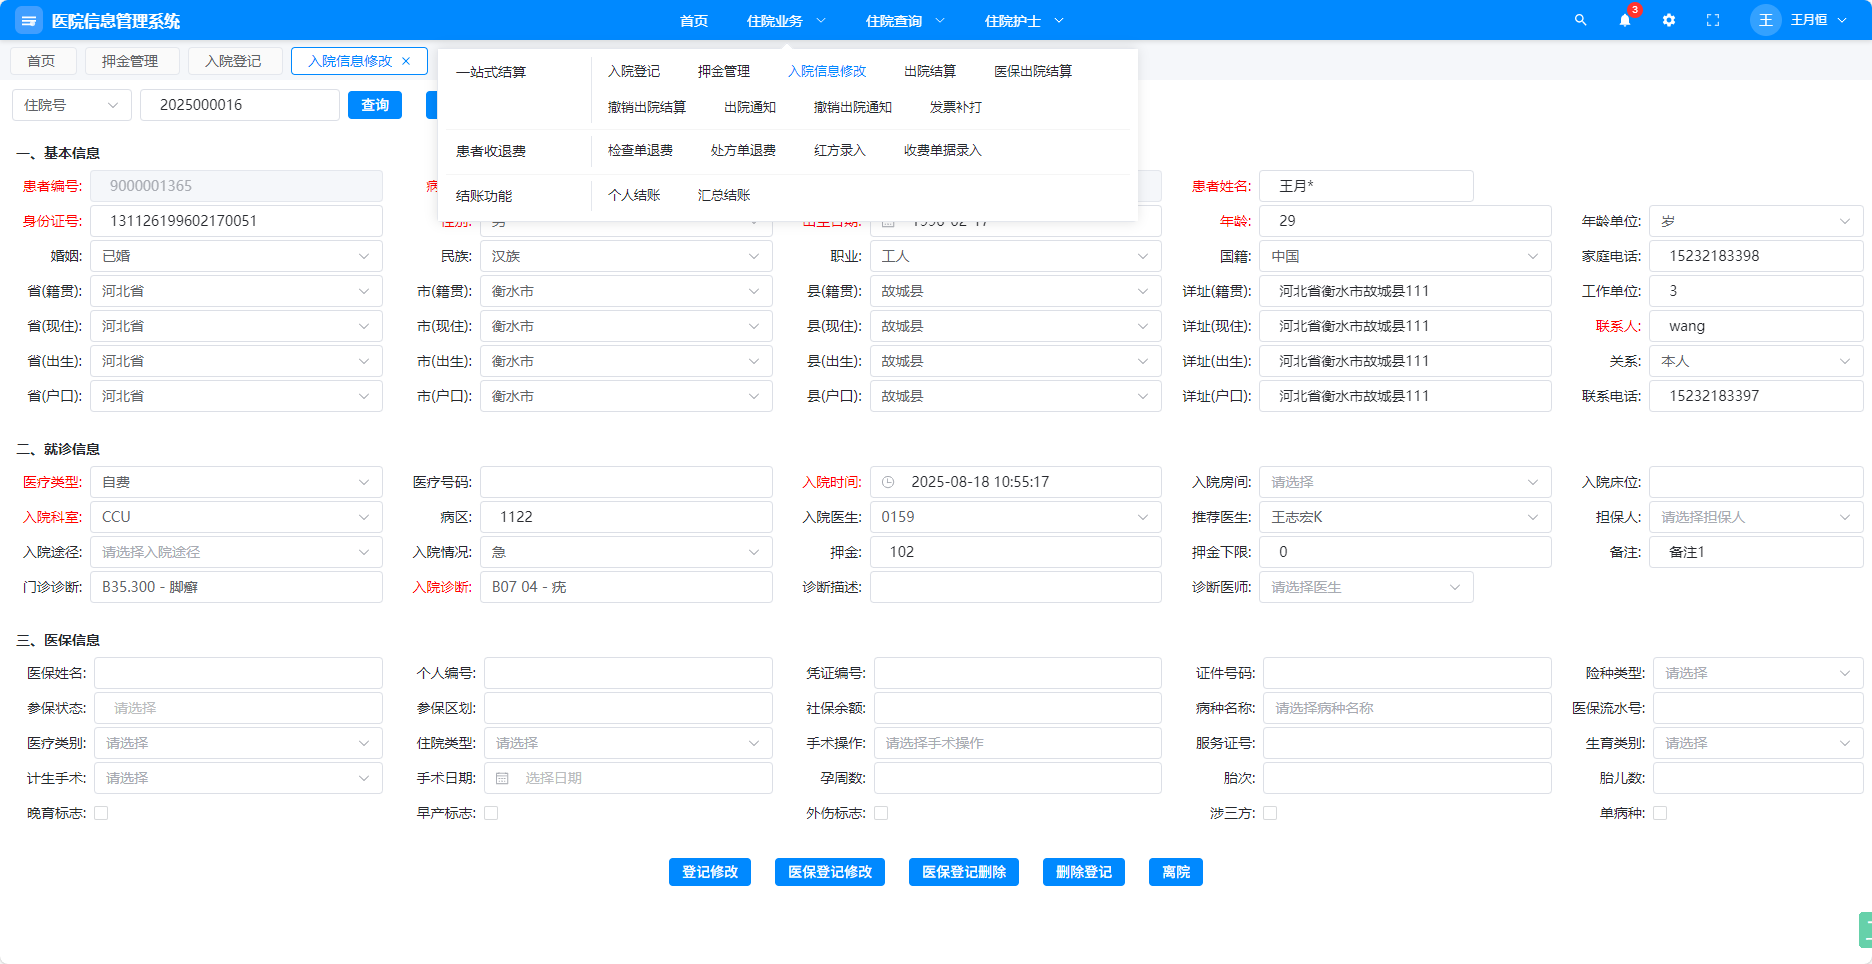 医院信息管理系统 首页 住院业务 住院查询 住院护士 3 王 王月恒
首页 押金管理 入院登记 入院信息修改 ×
一站式结算 入院登记 押金管理 入院信息修改 出院结算 医保出院结算
住院号 2025000016 查询 撤销出院结算 出院通知 撤销出院通知 发票补打
一、基本信息 患者收退费 检查单退费 处方单退费 红方录入 收费单据录入
患者编号: 9000001365 结账功能 个人结账 汇总结账 患者姓名: 王月*
身份证号: 131126199602170051 性别: 男 出生日期: 1996-02-17 年龄: 29 年龄单位: 岁
婚姻: 已婚 民族: 汉族 职业: 工人 国籍: 中国 家庭电话: 15232183398
省(籍贯): 河北省 市(籍贯): 衡水市 县(籍贯): 故城县 详址(籍贯): 河北省衡水市故城县111 工作单位: 3
省(现住): 河北省 市(现住): 衡水市 县(现住): 故城县 详址(现住): 河北省衡水市故城县111 联系人: wang
省(出生): 河北省 市(出生): 衡水市 县(出生): 故城县 详址(出生): 河北省衡水市故城县111 关系: 本人
省(户口): 河北省 市(户口): 衡水市 县(户口): 故城县 详址(户口): 河北省衡水市故城县111 联系电话: 15232183397
二、就诊信息
医疗类型: 自费 医疗号码: 入院时间: 2025-08-18 10:55:17 入院房间: 请选择 入院床位:
入院科室: CCU 病区: 1122 入院医生: 0159 推荐医生: 王志宏K 担保人: 请选择担保人
入院途径: 请选择入院途径 入院情况: 急 押金: 102 押金下限: 0 备注: 备注1
门诊诊断: B35.300 - 脚癣 入院诊断: B07 04 - 疣 诊断描述: 诊断医师: 请选择医生
三、医保信息
医保姓名: 个人编号: 凭证编号: 证件号码: 险种类型: 请选择
参保状态: 请选择 参保区划: 社保余额: 病种名称: 请选择病种名称 医保流水号:
医疗类别: 请选择 住院类型: 请选择 手术操作: 请选择手术操作 服务证号: 生育类别: 请选择
计生手术: 请选择 手术日期: 选择日期 孕周数: 胎次: 胎儿数:
晚育标志: 早产标志: 外伤标志: 涉三方: 单病种:
登记修改 医保登记修改 医保登记删除 删除登记 离院